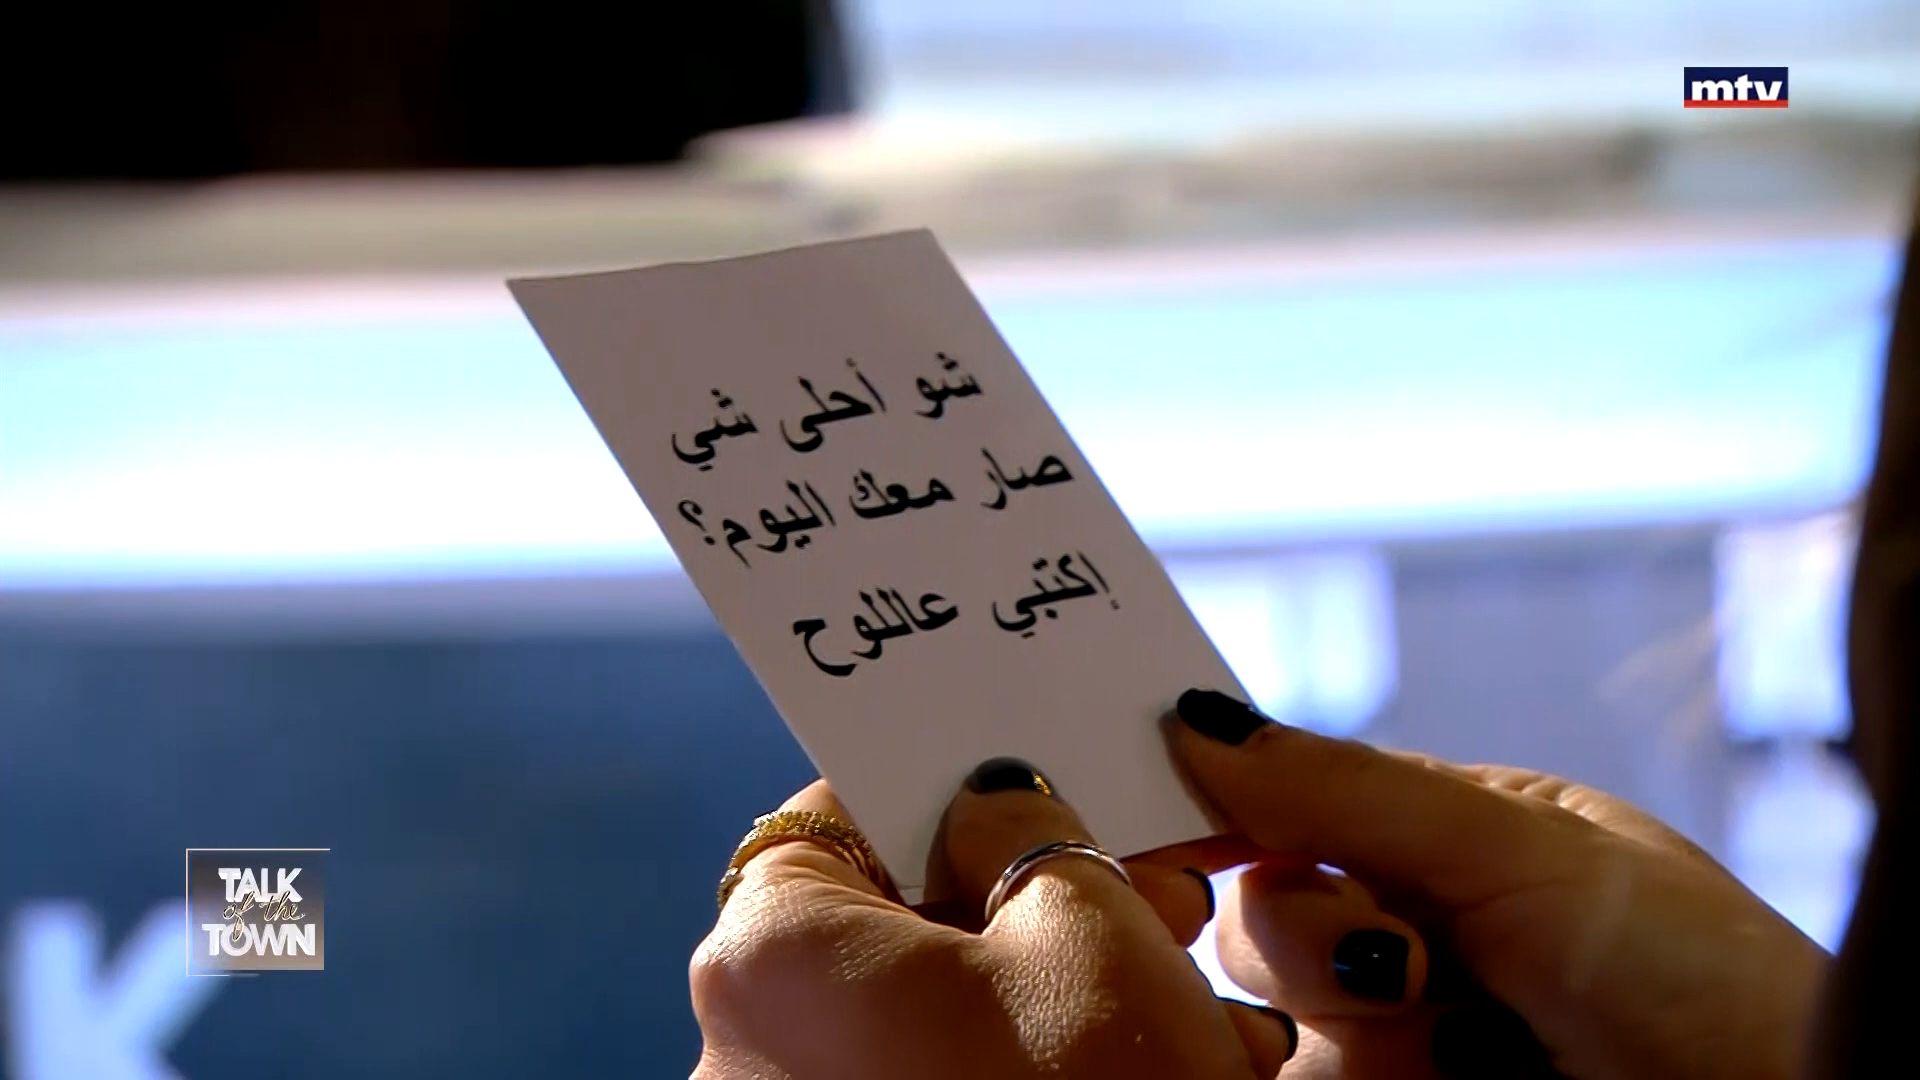 mtv
شو أحلى شي
صار معك اليوم؟
إكتبي عاللوح
TALK
of the
TOWN
K